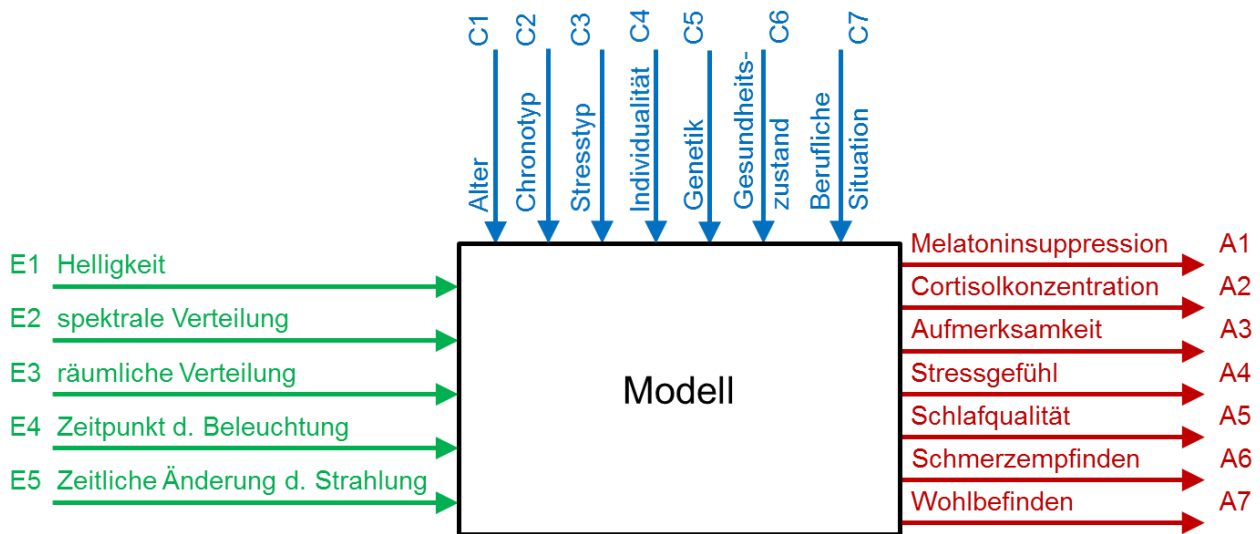 C1
C2
C3
C4
C5
C6
C7
Alter
Chronotyp
Stresstyp
Individualität
Genetik
Gesundheits-
zustand
Berufliche
Situation
E1 Helligkeit
E2 spektrale Verteilung
E3 räumliche Verteilung
E4 Zeitpunkt d. Beleuchtung
E5 Zeitliche Änderung d. Strahlung
Modell
Melatoninsuppression A1
Cortisolkonzentration A2
Aufmerksamkeit A3
Stressgefühl A4
Schlafqualität A5
Schmerzempfinden A6
Wohlbefinden A7